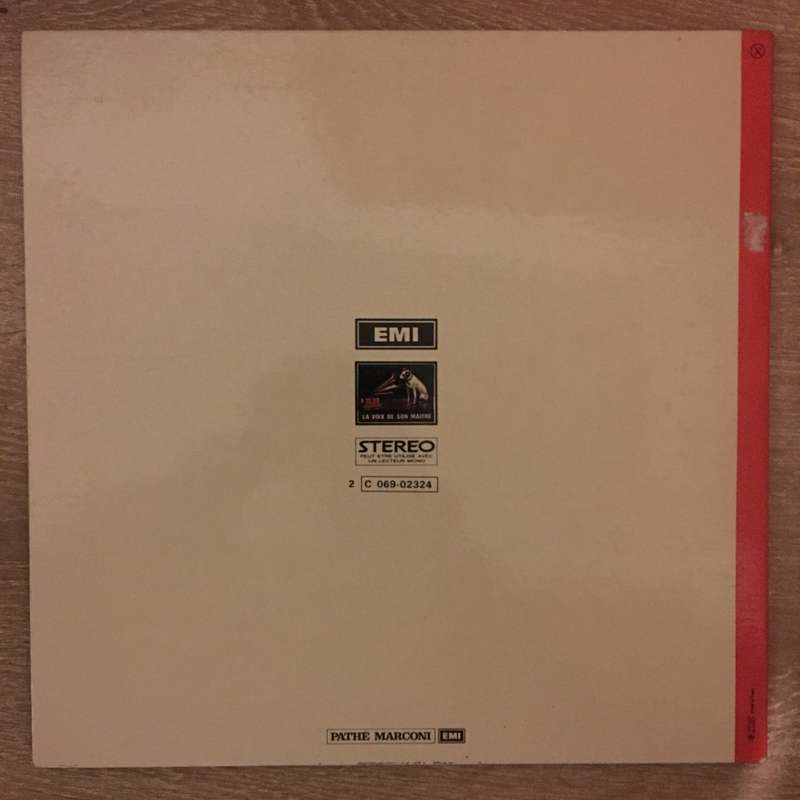 X
EMI
LA VOIX DE SON MAITRE
STEREO
PEUT ETRE UTILISE AVEC
UN LECTEUR MONO
2 C 069-02324
PATHE MARCONI EMI